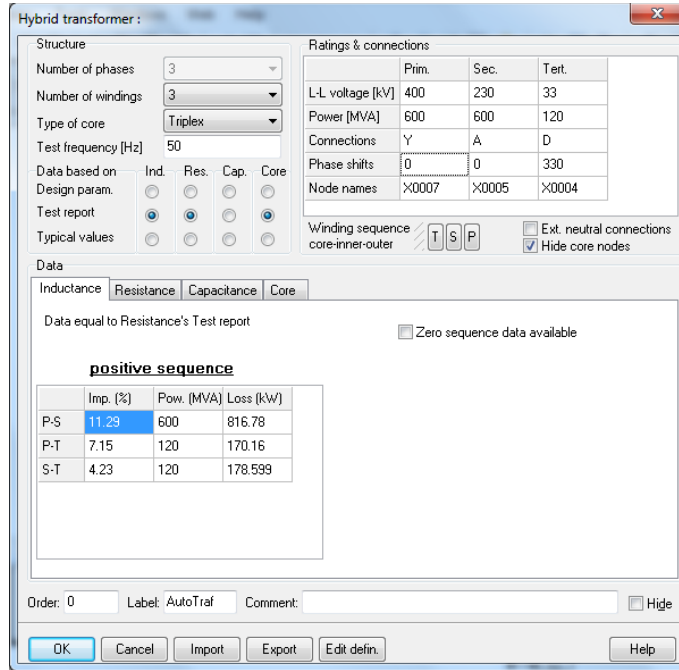 Hybrid transformer :
Structure
Number of phases 3
Number of windings 3
Type of core Triplex
Test frequency [Hz] 50
Data based on Ind. Res. Cap. Core
Design param.
Test report
Typical values
Ratings & connections
Prim. Sec. Tert.
L-L voltage [kV] 400 230 33
Power [MVA] 600 600 120
Connections Y A D
Phase shifts 0 0 330
Node names X0007 X0005 X0004
Winding sequence
core-inner-outer
T S P
Ext. neutral connections
Hide core nodes
Data
Inductance Resistance Capacitance Core
Data equal to Resistance's Test report
Zero sequence data available
positive sequence
Imp. (%) Pow. (MVA) Loss (kW)
P-S 11.29 600 816.78
P-T 7.15 120 170.16
S-T 4.23 120 178.599
Order: 0 Label: AutoTraf Comment: Hide
OK Cancel Import Export Edit defin. Help